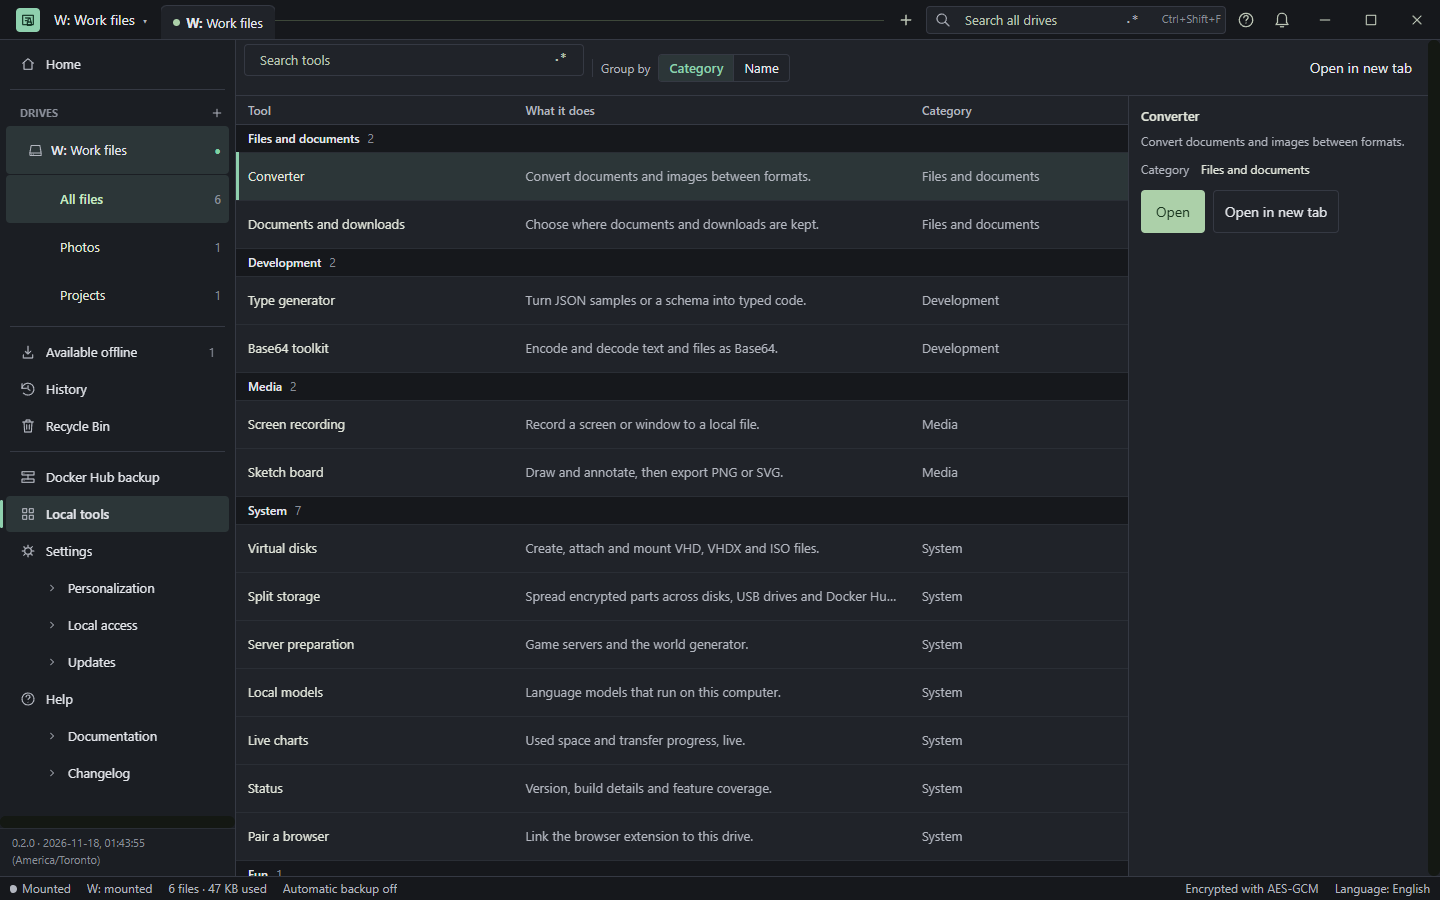 W: Work files
W: Work files
Search all drives .* Ctrl+Shift+F
Home
DRIVES
W: Work files
All files 6
Photos 1
Projects 1
Available offline 1
History
Recycle Bin
Docker Hub backup
Local tools
Settings
Personalization
Local access
Updates
Help
Documentation
Changelog
0.2.0 · 2026-11-18, 01:43:55
(America/Toronto)
Search tools .*
Group by Category Name
Open in new tab
Tool What it does Category
Files and documents 2
Converter Convert documents and images between formats. Files and documents
Documents and downloads Choose where documents and downloads are kept. Files and documents
Development 2
Type generator Turn JSON samples or a schema into typed code. Development
Base64 toolkit Encode and decode text and files as Base64. Development
Media 2
Screen recording Record a screen or window to a local file. Media
Sketch board Draw and annotate, then export PNG or SVG. Media
System 7
Virtual disks Create, attach and mount VHD, VHDX and ISO files. System
Split storage Spread encrypted parts across disks, USB drives and Docker Hu... System
Server preparation Game servers and the world generator. System
Local models Language models that run on this computer. System
Live charts Used space and transfer progress, live. System
Status Version, build details and feature coverage. System
Pair a browser Link the browser extension to this drive. System
Fun 1
Converter
Convert documents and images between formats.
Category Files and documents
Open Open in new tab
Mounted W: mounted 6 files · 47 KB used Automatic backup off
Encrypted with AES-GCM Language: English